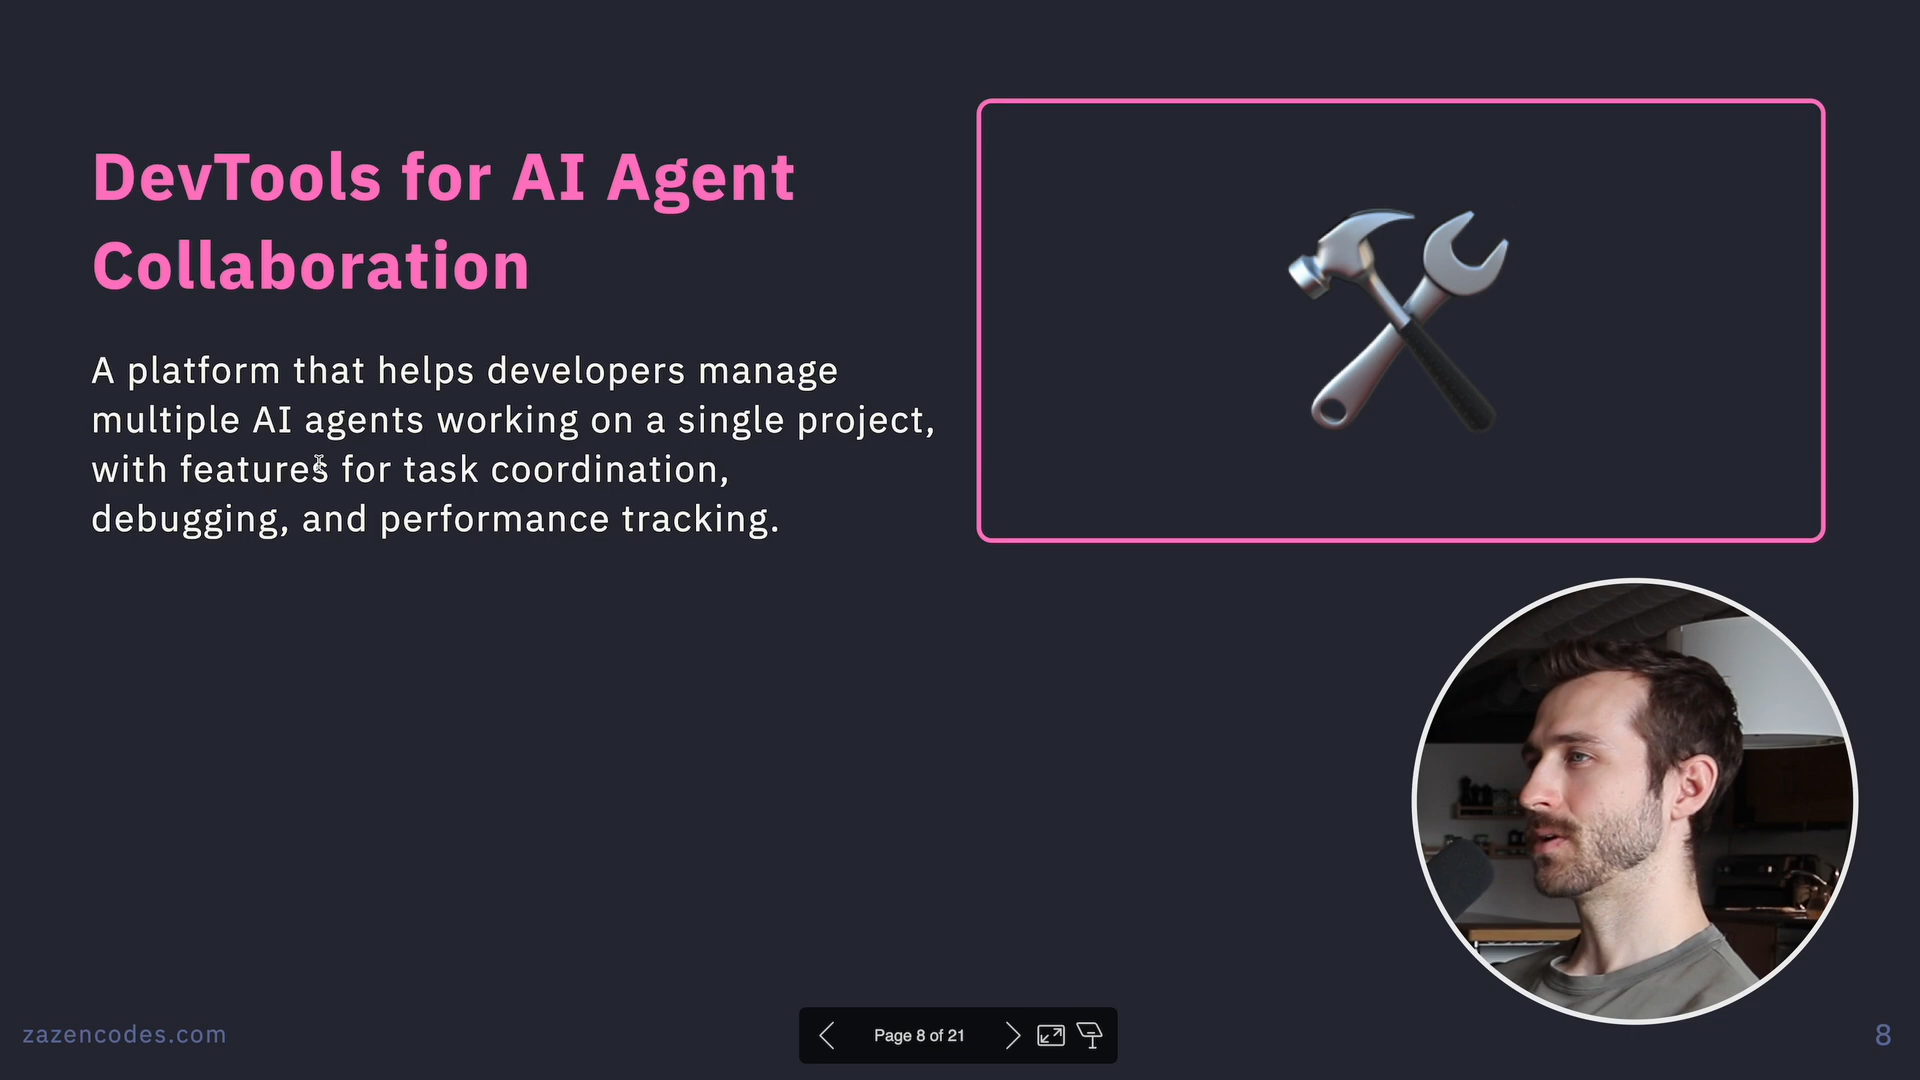 DevTools for AI Agent
Collaboration
A platform that helps developers manage
multiple AI agents working on a single project,
with features for task coordination,
debugging, and performance tracking.
zazencodes.com
Page 8 of 21
8